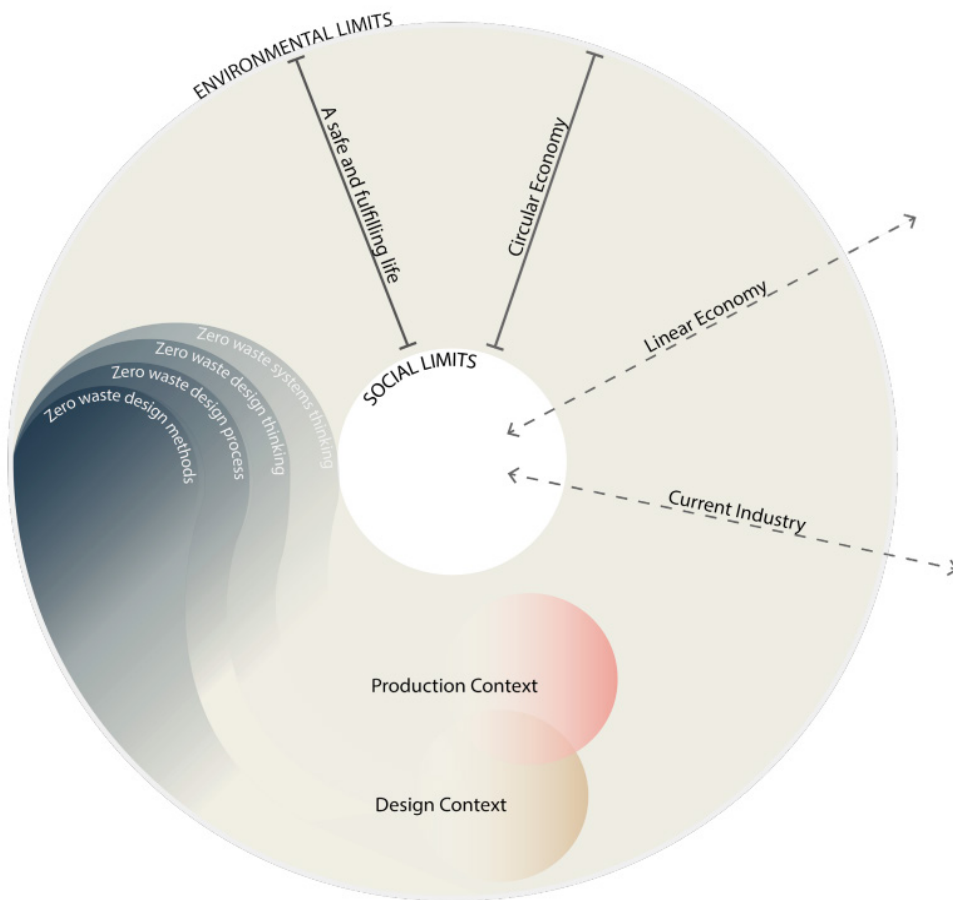 ENVIRONMENTAL LIMITS
A safe and fulfilling life
Circular Economy
Linear Economy
SOCIAL LIMITS
Zero waste systems thinking
Zero waste design thinking
Zero waste design process
Zero waste design methods
Current Industry
Production Context
Design Context